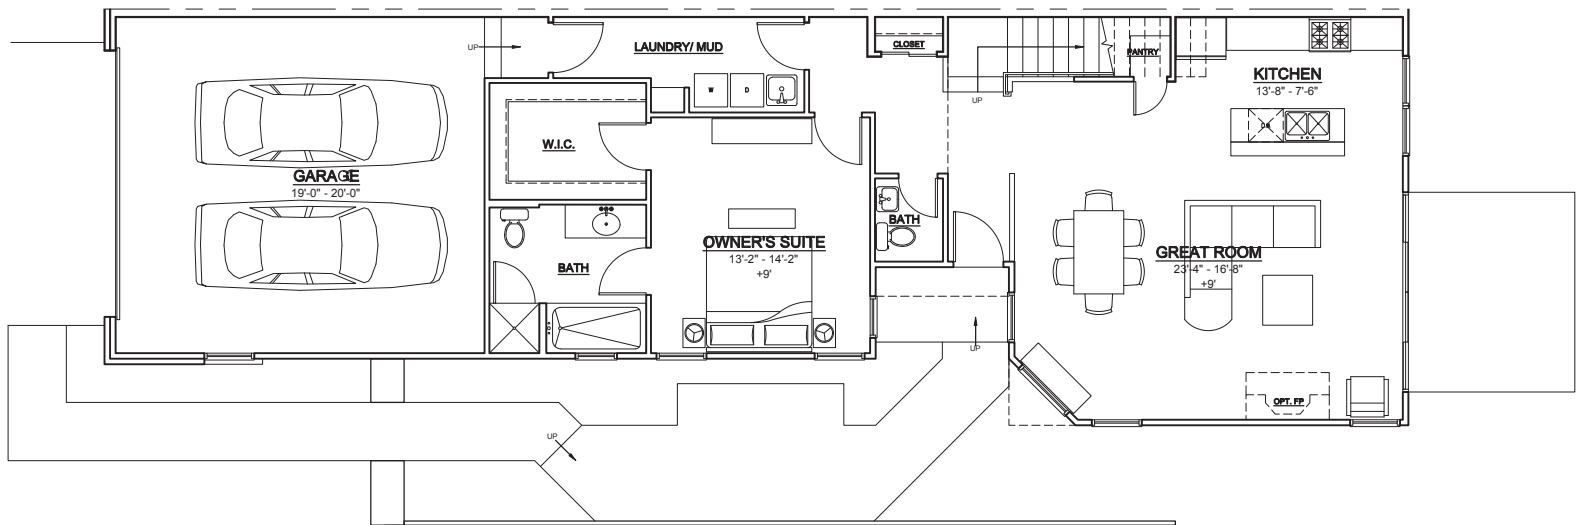 UP
LAUNDRY/ MUD
CLOSET
PANTRY
KITCHEN
13'-8" - 7'-6"
W
D
UP
D.W.
W.I.C.
GARAGE
19'-0" - 20'-0"
BATH
OWNER'S SUITE
13'-2" - 14'-2"
+9'
GREAT ROOM
23'-4" - 16'-8"
+9'
BATH
UP
OPT. FP
UP